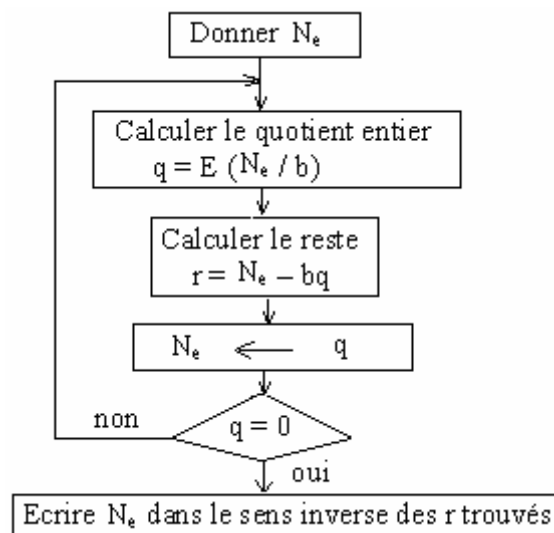 Donner Ne
Calculer le quotient entier
q = E (Ne / b)
Calculer le reste
r = Ne – bq
Ne ← q
non
q = 0
oui
Ecrire Ne dans le sens inverse des r trouvés